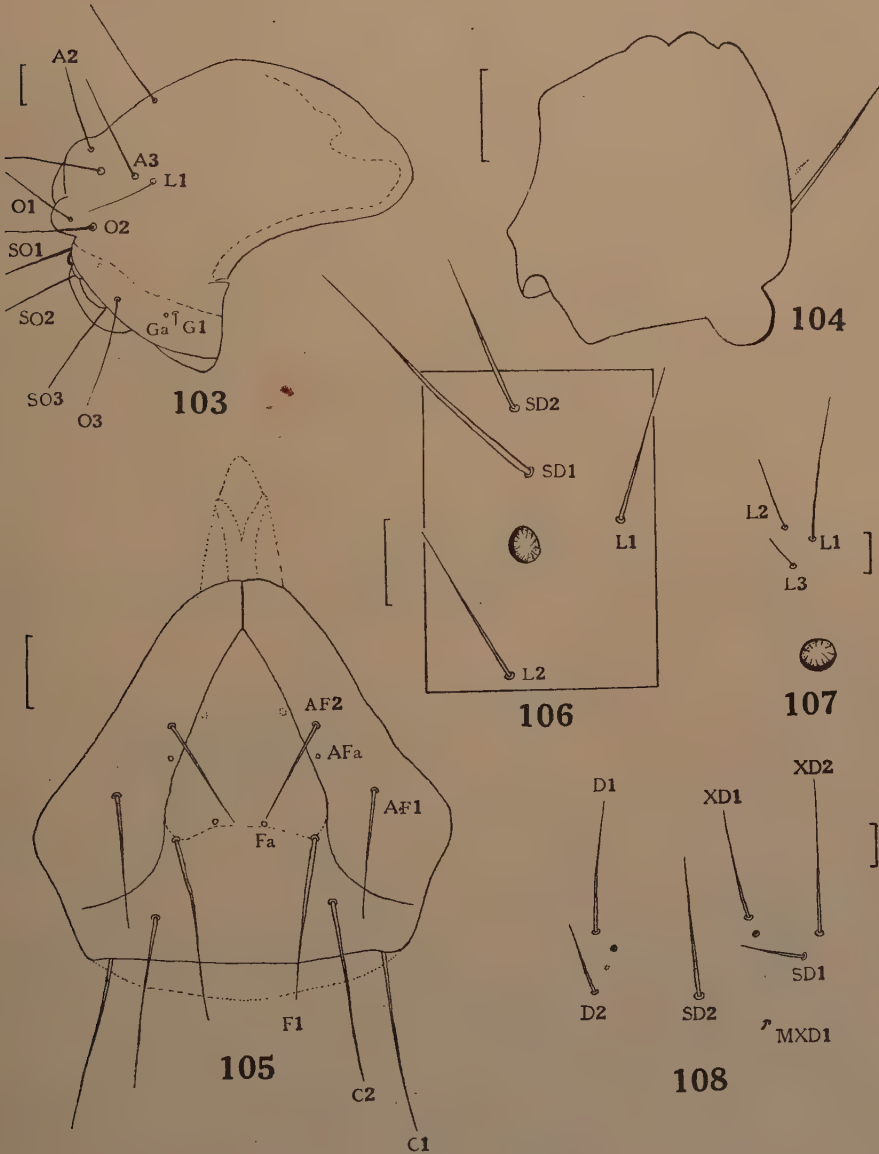 A2
A3
L1
O1
O2
SO1
SO2
Ga G1
SO3
O3
103
104
SD2
SD1
L1
L2
106
L2
L1
L3
107
AF2
AFa
AF1
Fa
F1
C2
C1
105
D1
XD1
XD2
SD1
D2
SD2
MXD1
108